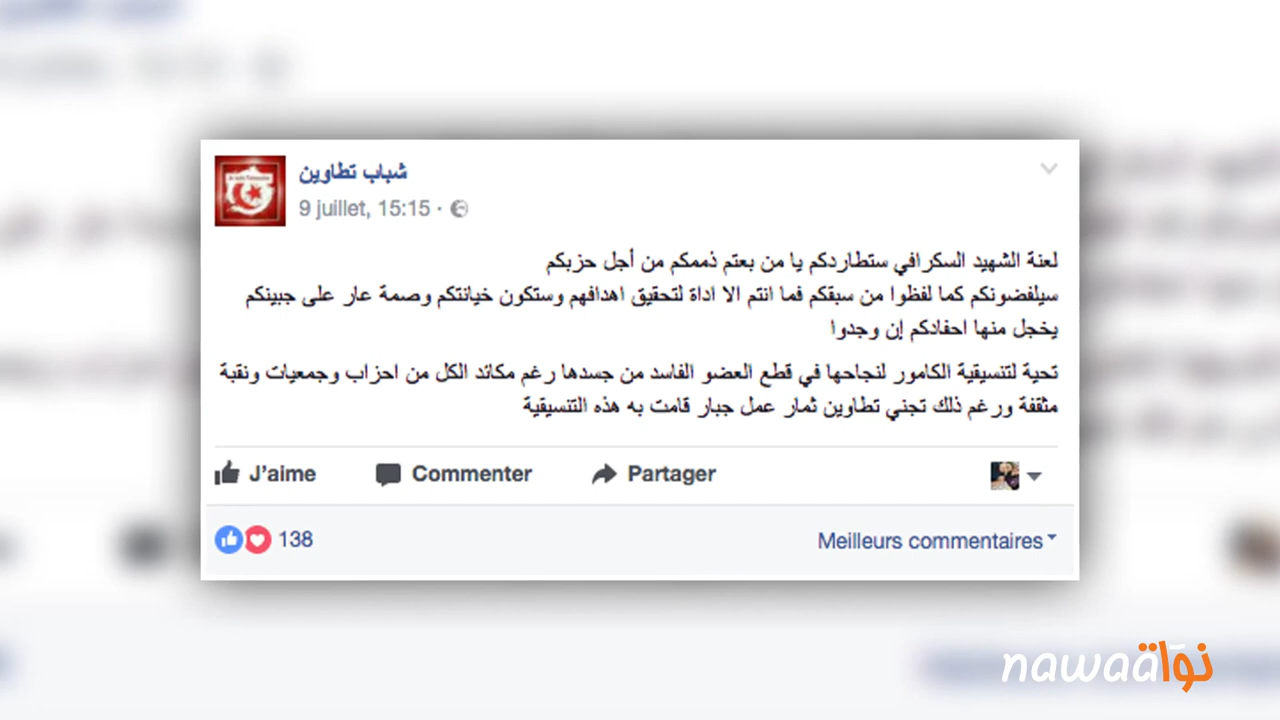 شباب تطاوين
9 juillet, 15:15
لعنة الشهيد السكرافي ستطاردكم يا من بعتم ذممكم من أجل حزبكم
سيلفضونكم كما لفظوا من سبقكم فما انتم الا اداة لتحقيق اهدافهم وستكون خيانتكم وصمة عار على جبينكم
يخجل منها احفادكم إن وجدوا
تحية لتنسيقية الكامور لنجاحها في قطع العضو الفاسد من جسدها رغم مكائد الكل من احزاب وجمعيات ونقبة
مثقفة ورغم ذلك تجني تطاوين ثمار عمل جبار قامت به هذه التنسيقية
J’aime Commenter Partager
138 Meilleurs commentaires
nawaa نواة